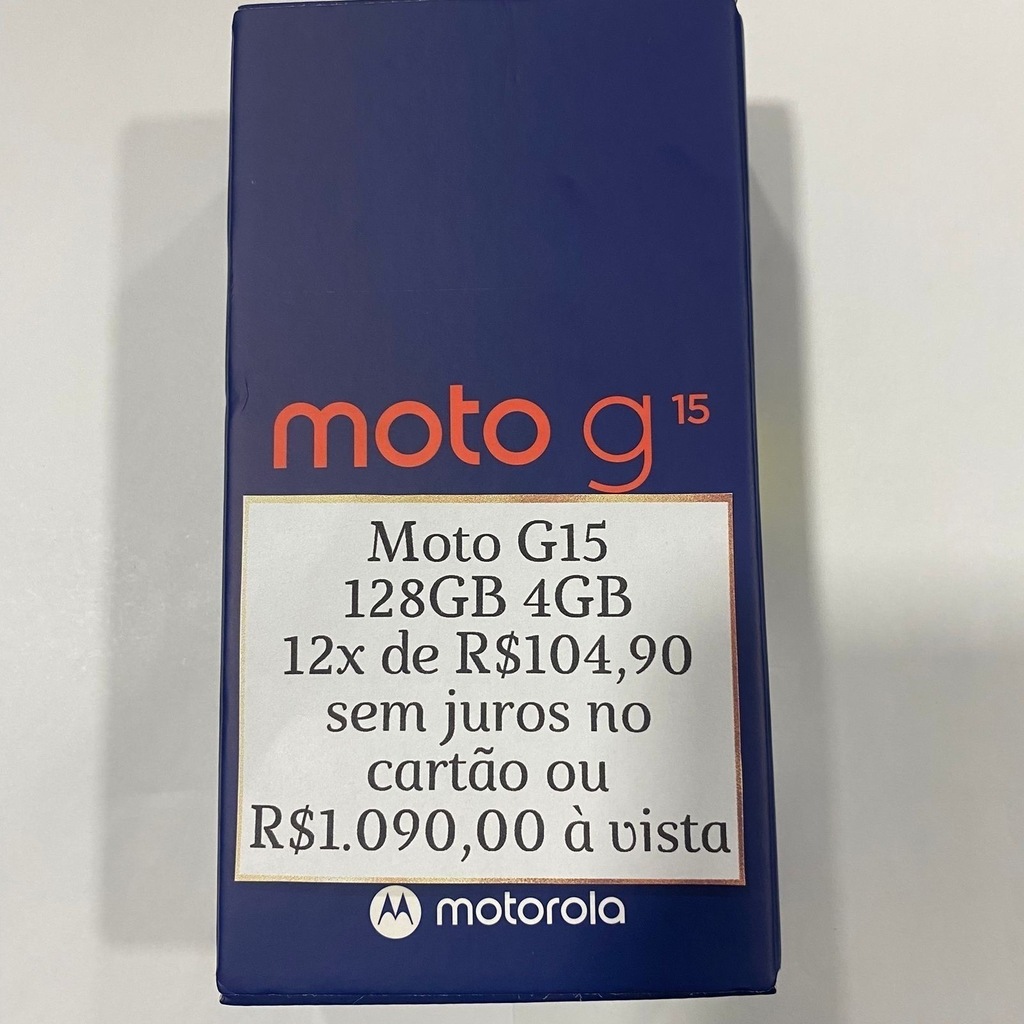 moto g 15
Moto G15
128GB 4GB
12x de R$104,90
sem juros no
cartão ou
R$1.090,00 à vista
motorola